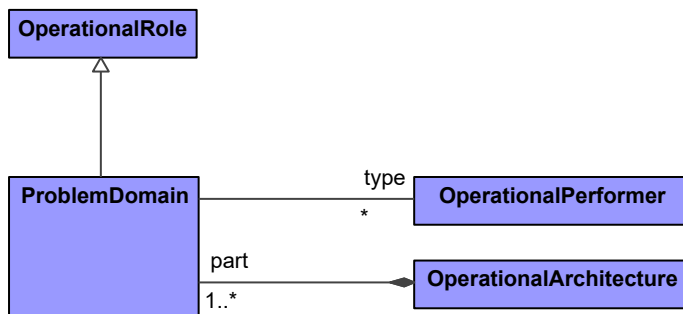 OperationalRole
ProblemDomain
type
OperationalPerformer
*
part
OperationalArchitecture
1..*